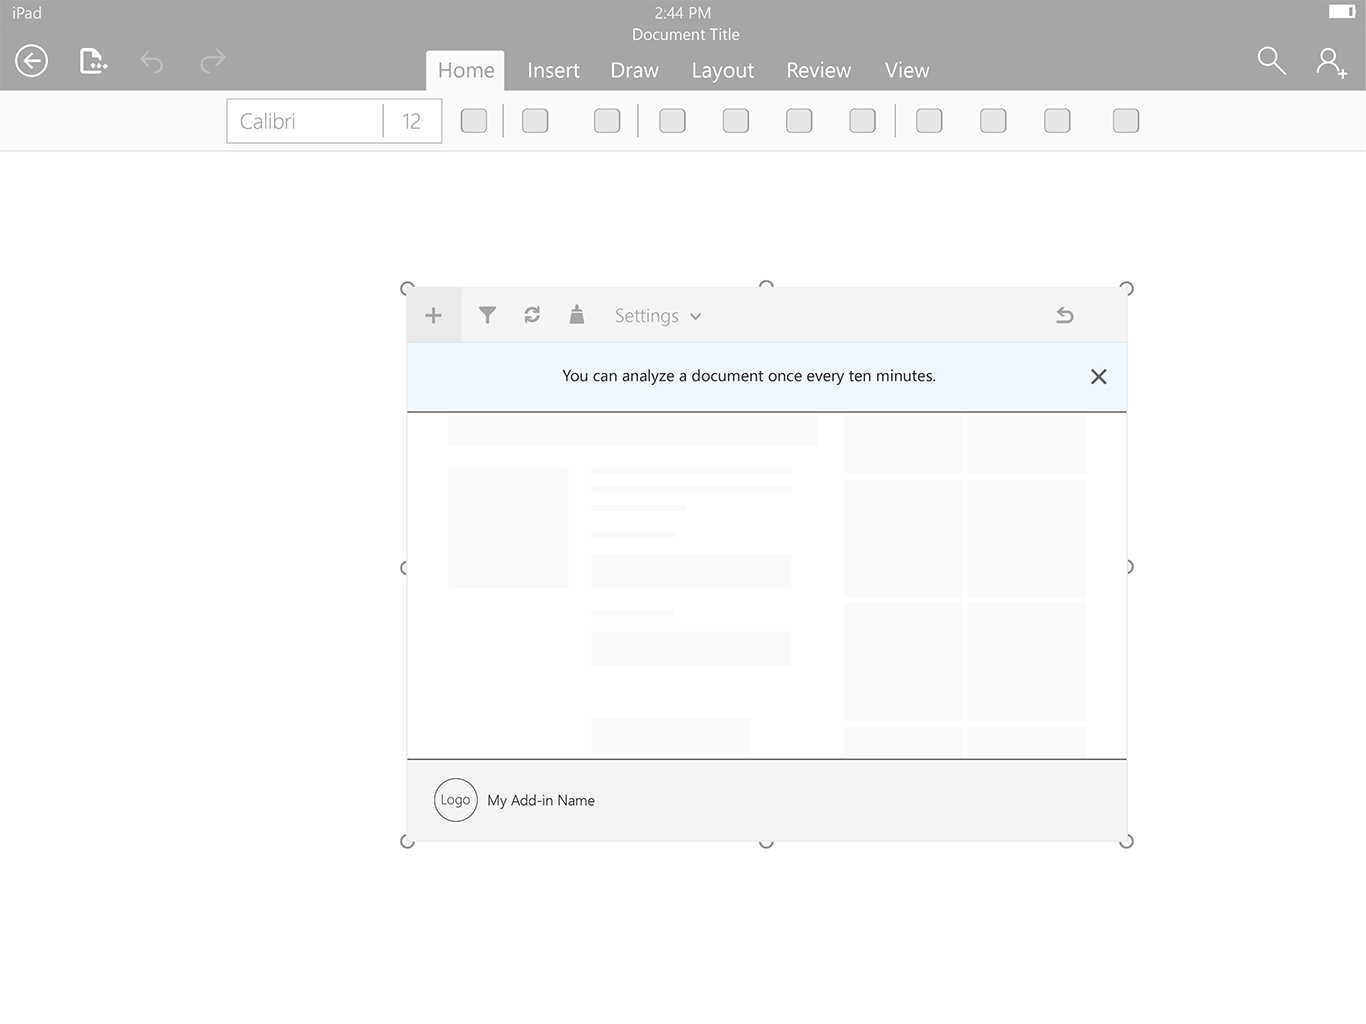 iPad
2:44 PM
Document Title
Home Insert Draw Layout Review View
Calibri 12
Settings
You can analyze a document once every ten minutes.
Logo My Add-in Name